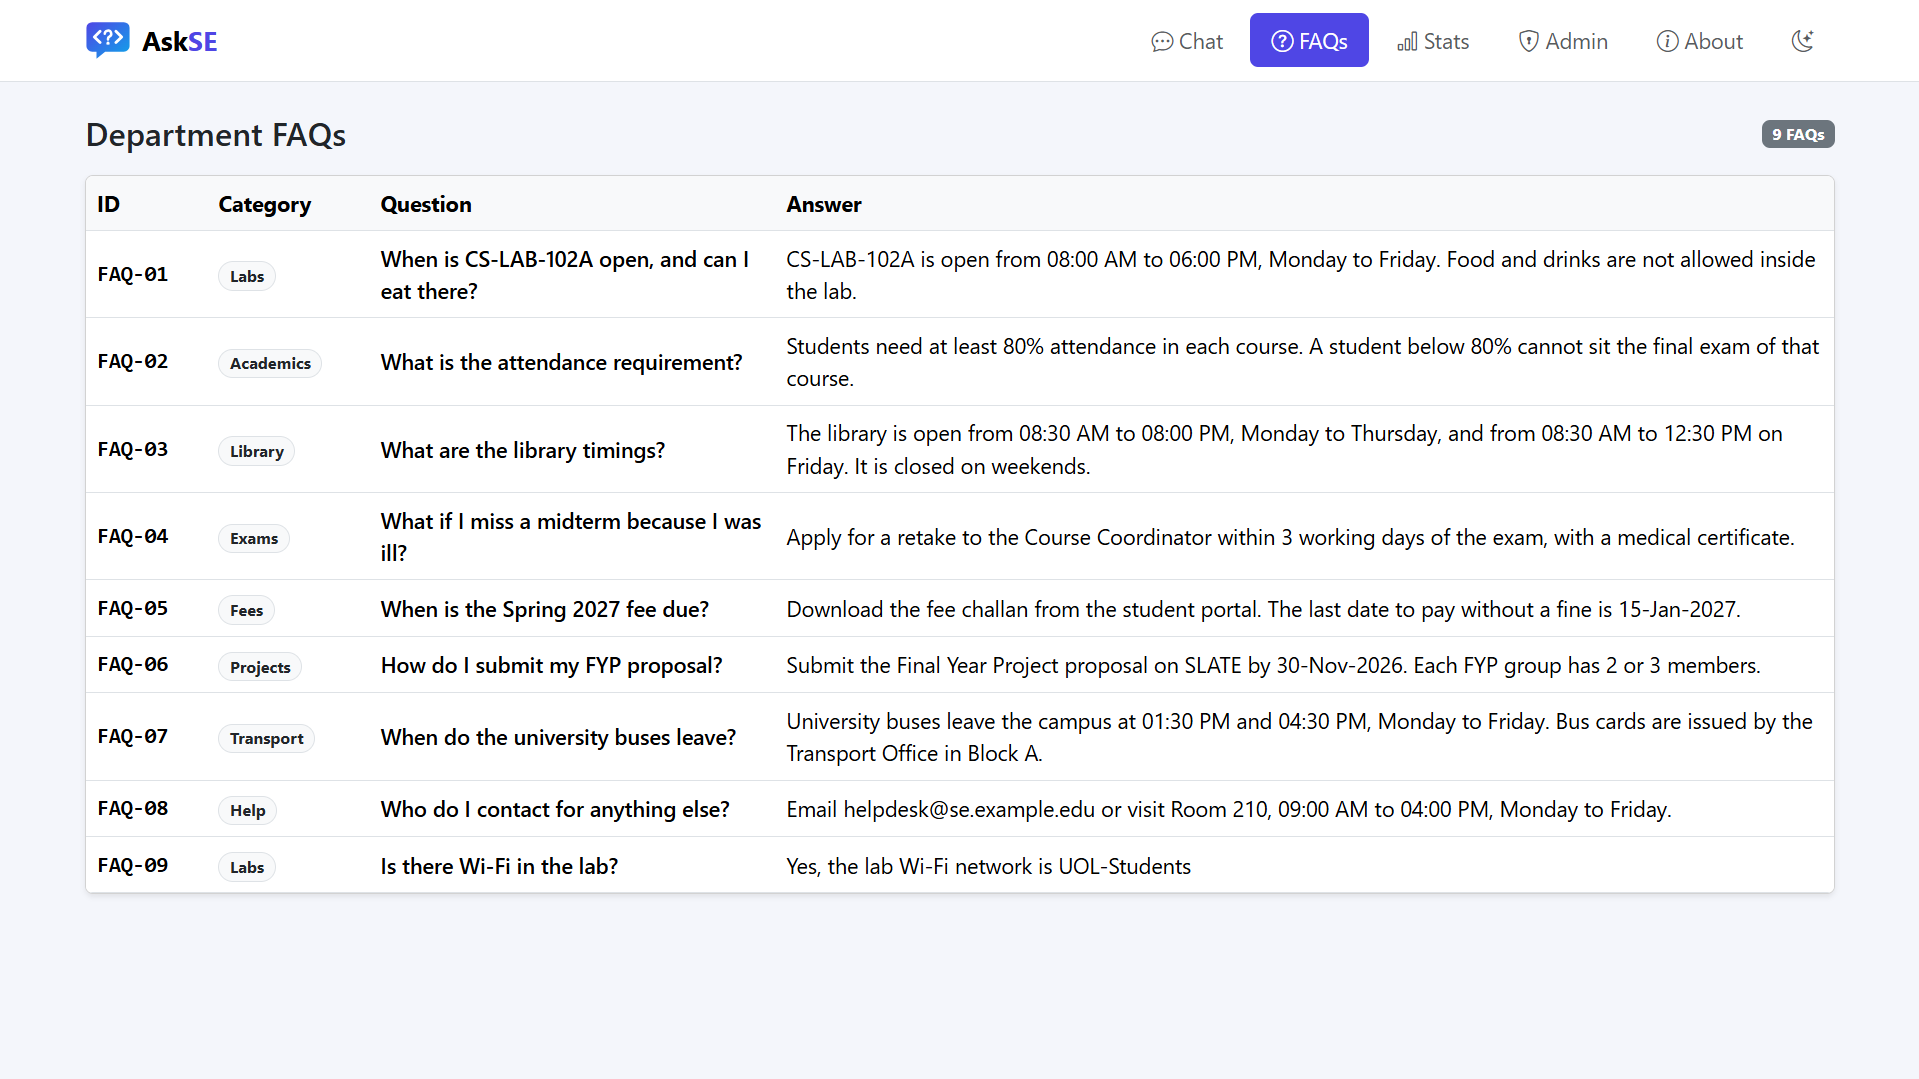 <?> AskSE
Chat FAQs Stats Admin About
Department FAQs
9 FAQs
ID Category Question Answer
FAQ-01 Labs When is CS-LAB-102A open, and can I eat there? CS-LAB-102A is open from 08:00 AM to 06:00 PM, Monday to Friday. Food and drinks are not allowed inside the lab.
FAQ-02 Academics What is the attendance requirement? Students need at least 80% attendance in each course. A student below 80% cannot sit the final exam of that course.
FAQ-03 Library What are the library timings? The library is open from 08:30 AM to 08:00 PM, Monday to Thursday, and from 08:30 AM to 12:30 PM on Friday. It is closed on weekends.
FAQ-04 Exams What if I miss a midterm because I was ill? Apply for a retake to the Course Coordinator within 3 working days of the exam, with a medical certificate.
FAQ-05 Fees When is the Spring 2027 fee due? Download the fee challan from the student portal. The last date to pay without a fine is 15-Jan-2027.
FAQ-06 Projects How do I submit my FYP proposal? Submit the Final Year Project proposal on SLATE by 30-Nov-2026. Each FYP group has 2 or 3 members.
FAQ-07 Transport When do the university buses leave? University buses leave the campus at 01:30 PM and 04:30 PM, Monday to Friday. Bus cards are issued by the Transport Office in Block A.
FAQ-08 Help Who do I contact for anything else? Email helpdesk@se.example.edu or visit Room 210, 09:00 AM to 04:00 PM, Monday to Friday.
FAQ-09 Labs Is there Wi-Fi in the lab? Yes, the lab Wi-Fi network is UOL-Students